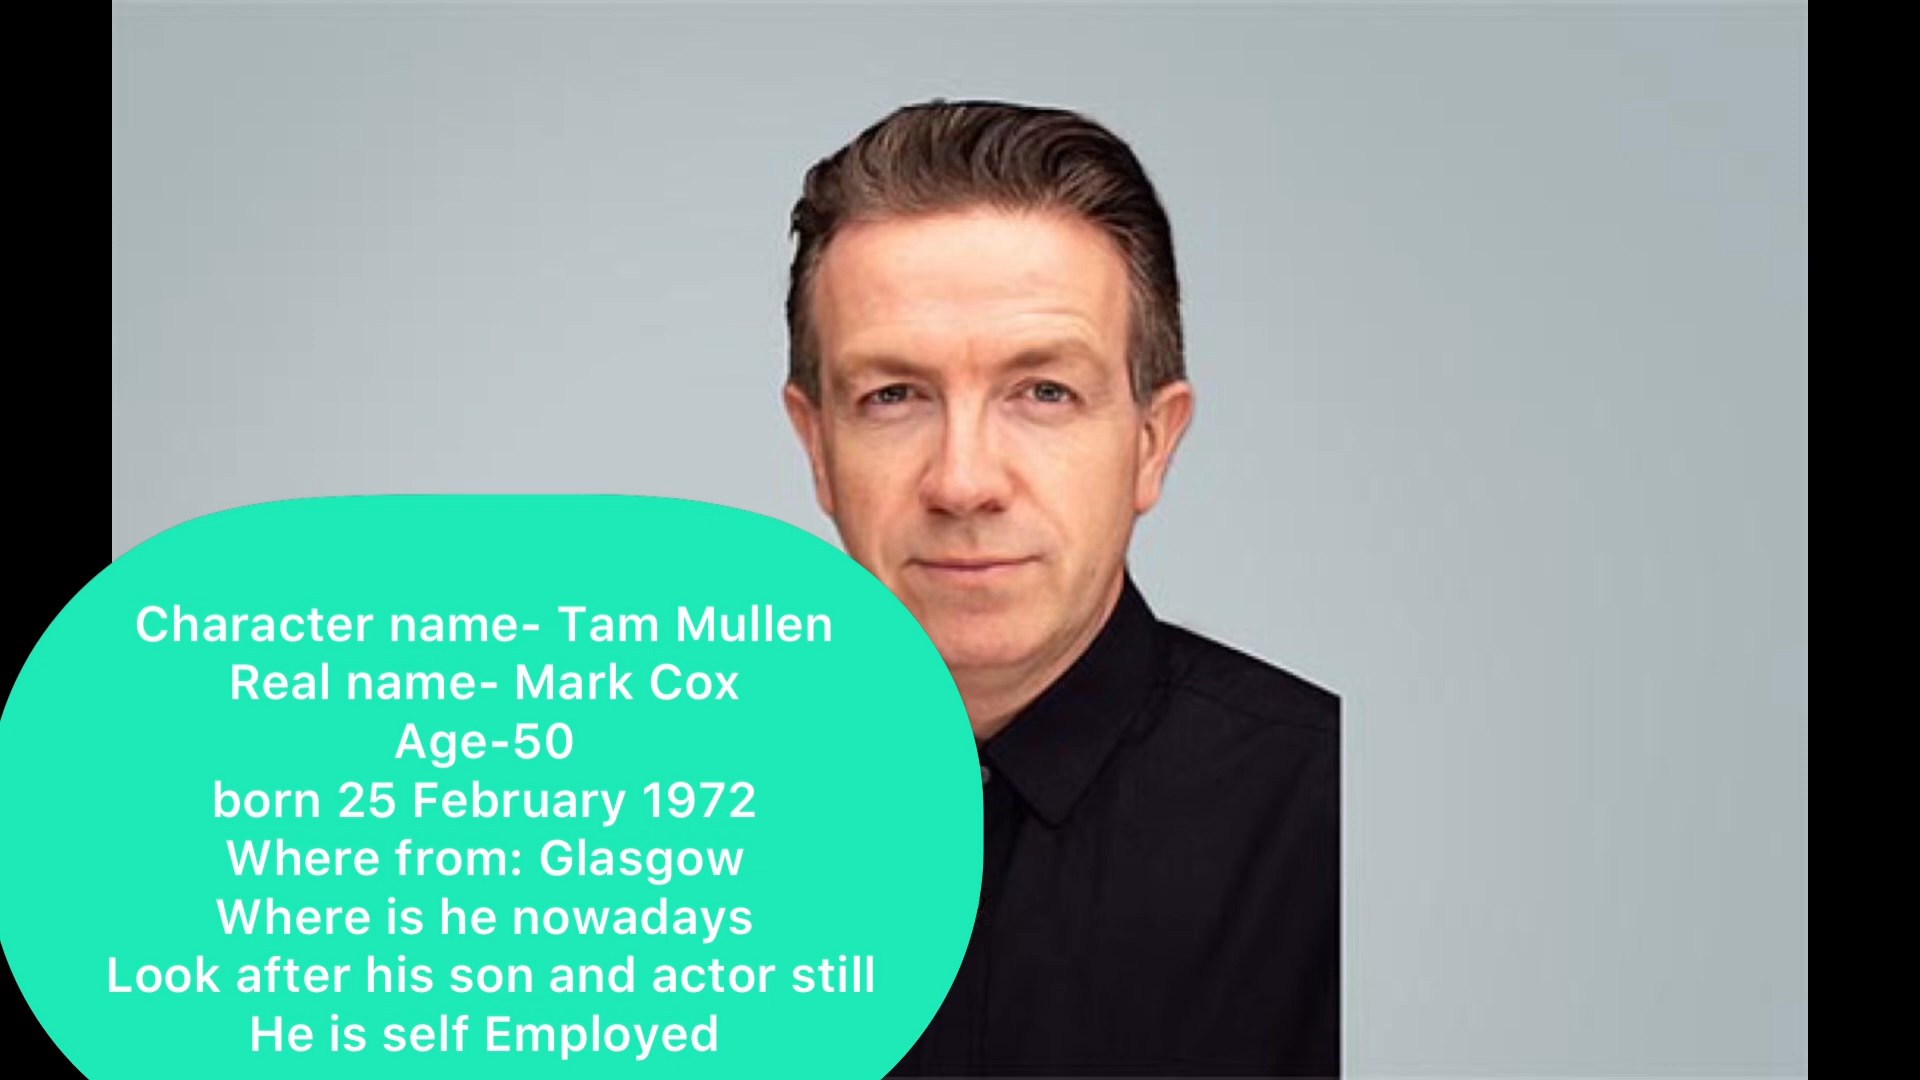 Character name- Tam Mullen
Real name- Mark Cox
Age-50
born 25 February 1972
Where from: Glasgow
Where is he nowadays
Look after his son and actor still
He is self Employed